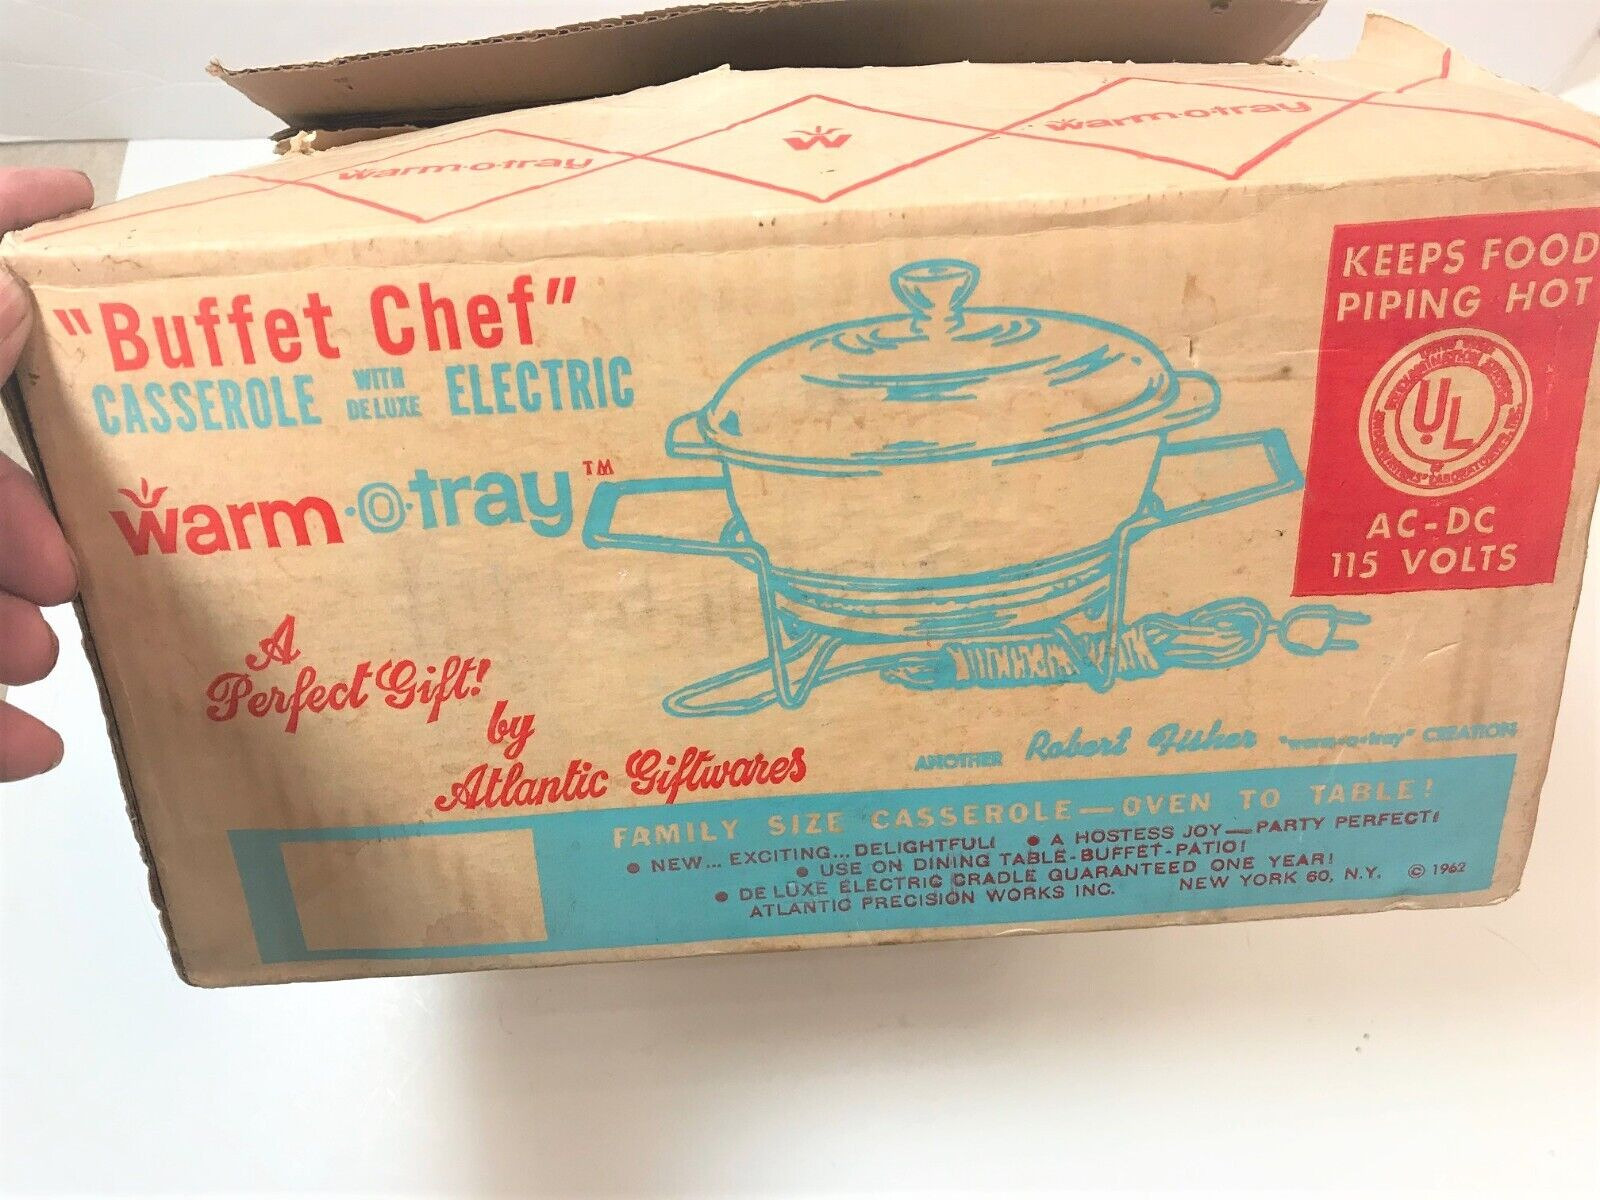 warm-o-tray W warm-o-tray
"Buffet Chef"
CASSEROLE WITH DE LUXE ELECTRIC
warm·o·tray™
KEEPS FOOD
PIPING HOT
UL
AC-DC
115 VOLTS
A
Perfect Gift!
by
Atlantic Giftwares
ANOTHER Robert Fisher "warm-o-tray" CREATION
FAMILY SIZE CASSEROLE—OVEN TO TABLE!
• NEW... EXCITING... DELIGHTFUL! • A HOSTESS JOY—PARTY PERFECT!
• USE ON DINING TABLE-BUFFET-PATIO!
• DE LUXE ELECTRIC CRADLE GUARANTEED ONE YEAR!
ATLANTIC PRECISION WORKS INC. NEW YORK 60, N.Y. © 1962